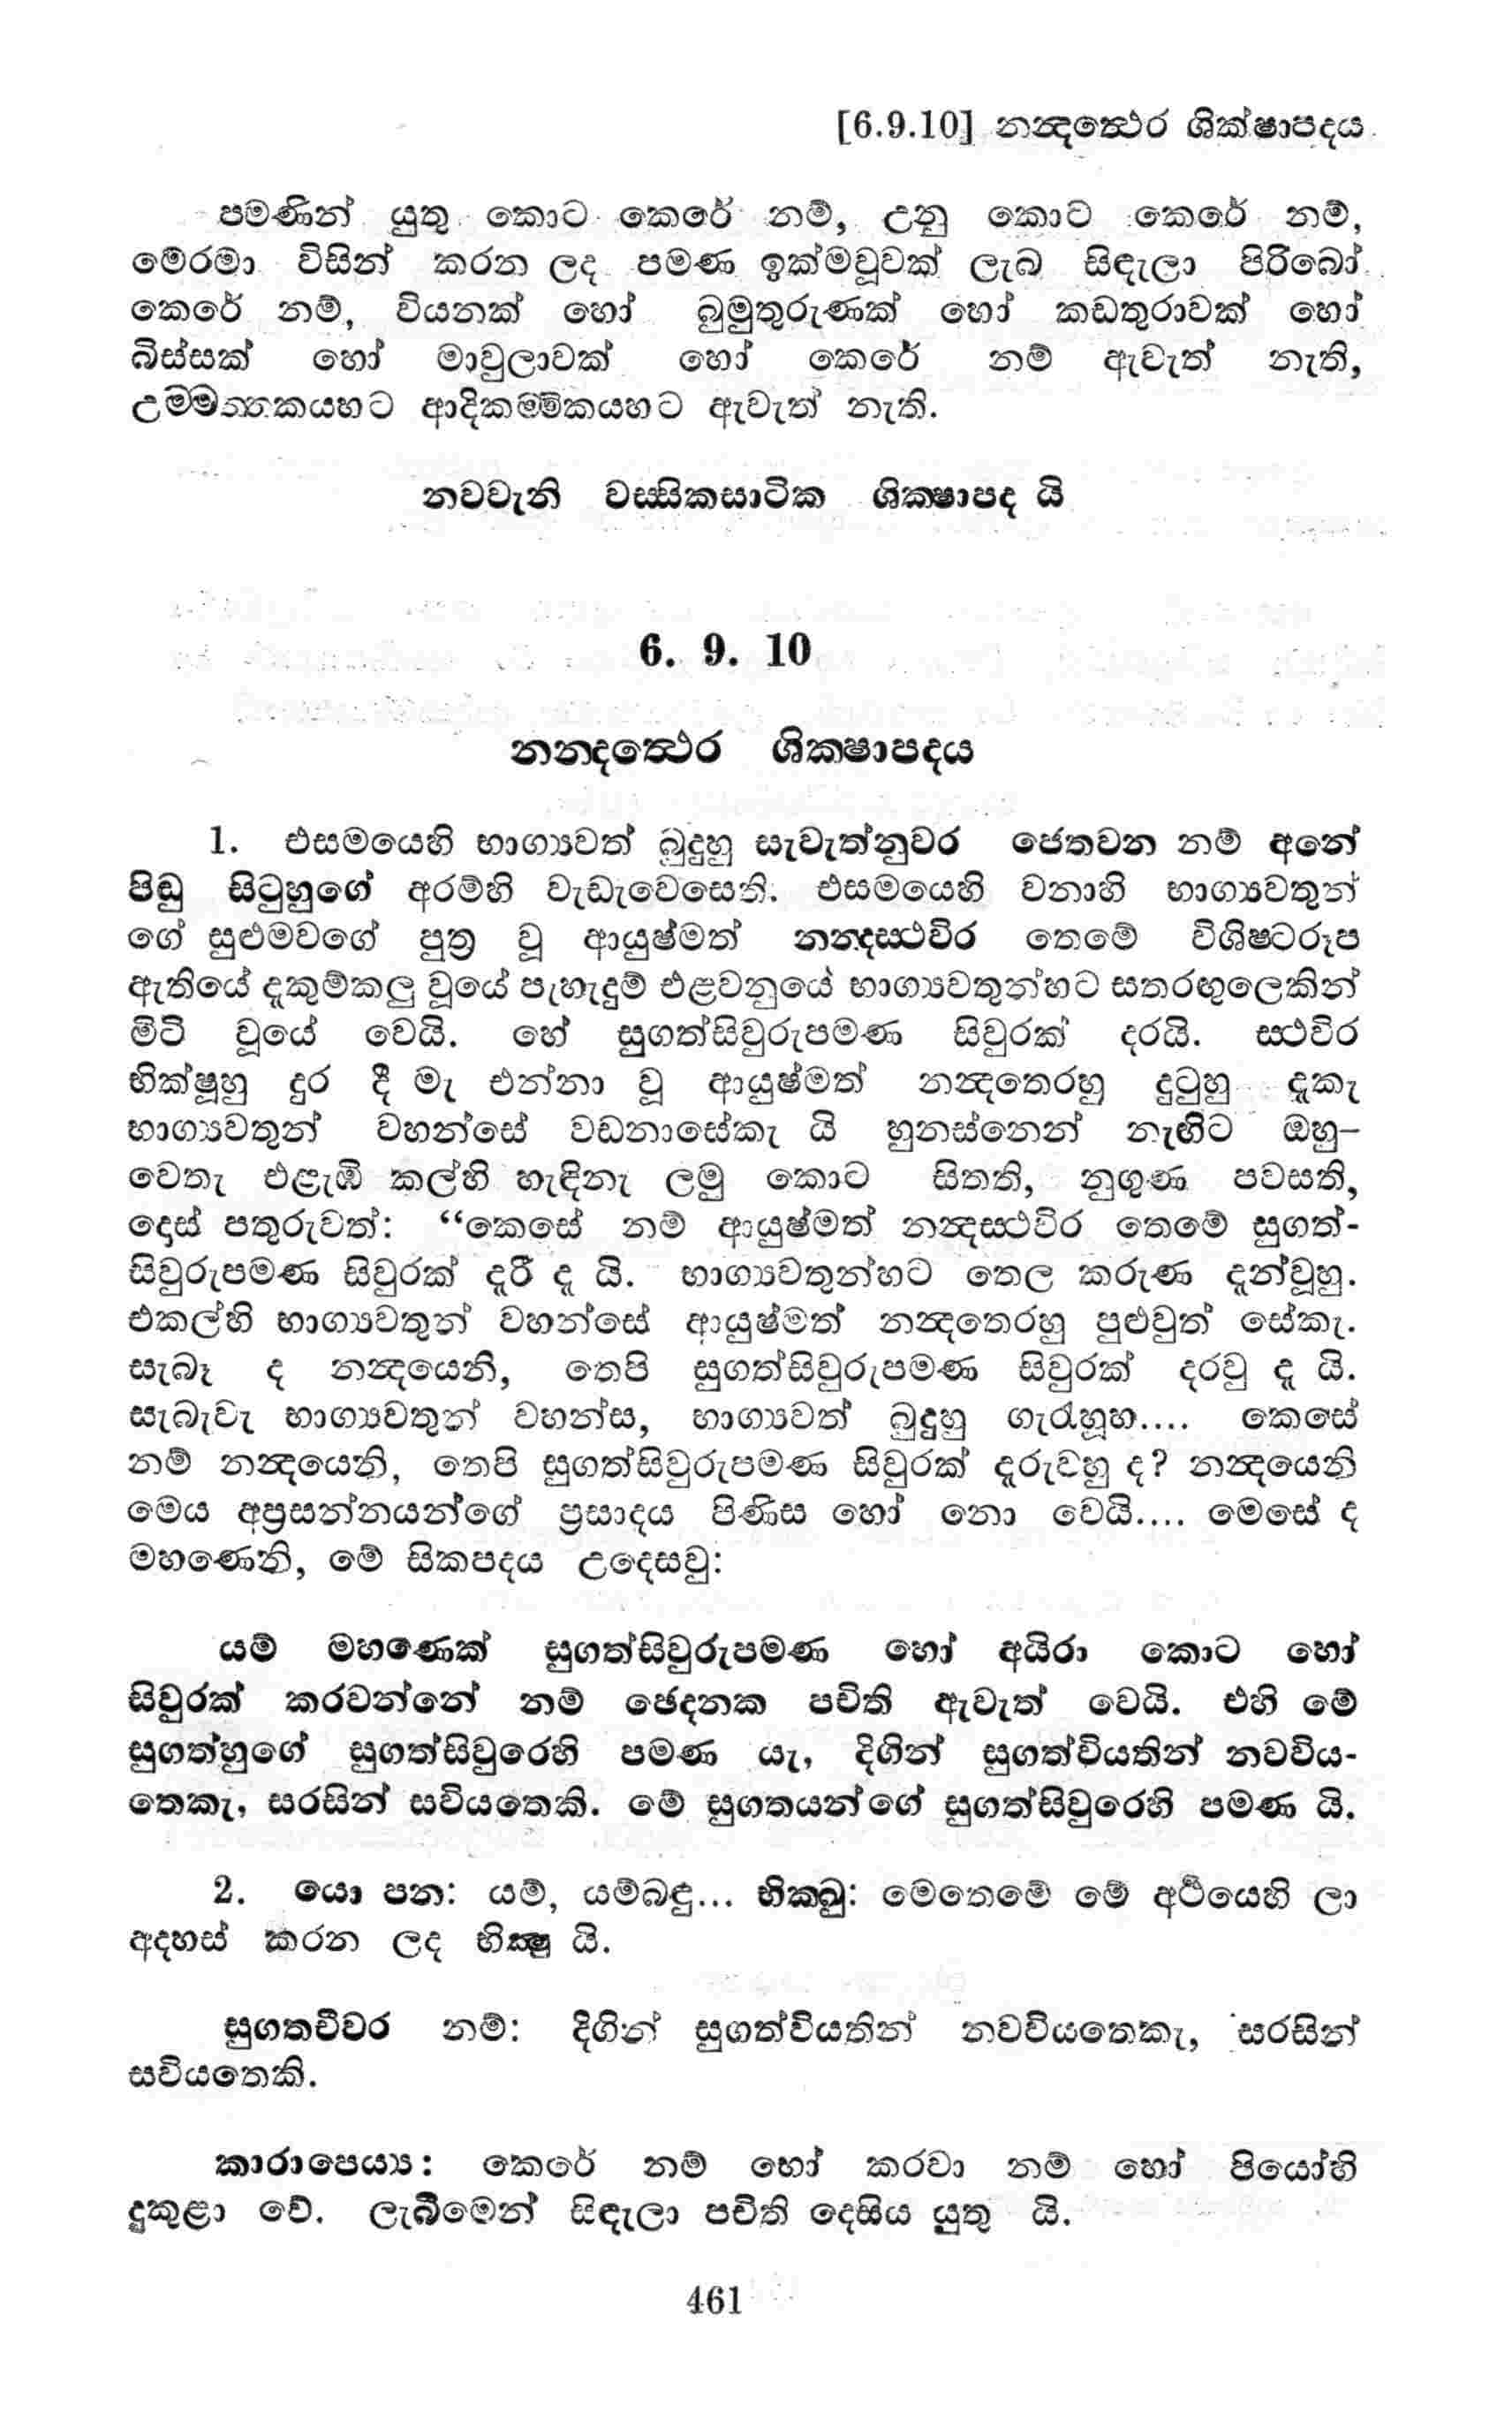 [6.9.10] නන්‍දත්‍ථෙර ශික්ෂාපදය
පමණින් යුතු කොට කෙරේ නම්, උනු කොට කෙරේ නම්,
මෙරමා විසින් කරන ලද පමණ ඉක්මවූවක් ලැබ සිඳැලා පිරිබෝ
කෙරේ නම්, වියනක් හෝ බුමුතුරුණක් හෝ කඩතුරාවක් හෝ
බිස්සක් හෝ මාවුලාවක් හෝ කෙරේ නම් ඇවැත් නැති,
උම්මත්තකයහට ආදිකම්මිකයහට ඇවැත් නැති.
නවවැනි වස්සිකසාටික ශික්‍ෂාපද යි
6. 9. 10
නන්‍දත්‍ථෙර ශික්‍ෂාපදය
1. එසමයෙහි භාග්‍යවත් බුදුහු සැවැත්නුවර ජේතවන නම් අනේ
පිඬු සිටුහුගේ අරම්හි වැඩැවෙසෙති. එසමයෙහි වනාහි භාග්‍යවතුන්
ගේ සුළුමවගේ පුත්‍ර වූ ආයුෂ්මත් නන්‍දස්‍ථවිර තෙමේ විශිෂ්ටරූප
ඇතියේ දැකුම්කලු වූයේ පැහැදුම් එළවනුයේ භාග්‍යවතුන්හට සතරඟුලෙකින්
මිටි වූයේ වෙයි. හේ සුගත්සිවුරුපමණ සිවුරක් දරයි. ස්‍ථවිර
භික්ෂූහු දුර දී මැ එන්නා වූ ආයුෂ්මත් නන්‍දතෙරහු දුටුහු දැකැ
භාග්‍යවතුන් වහන්සේ වඩනාසේකැ යි හුනස්නෙන් නැඟිට ඔහු-
වෙතැ එළැඹි කල්හි හැඳිනැ ලමු කොට සිතති, නුගුණ පවසති,
දොස් පතුරුවත්: “කෙසේ නම් ආයුෂ්මත් නන්‍දස්‍ථවිර තෙමේ සුගත්-
සිවුරුපමණ සිවුරක් දැරී දැ යි. භාග්‍යවතුන්හට තෙල කරුණ දැන්වූහු.
එකල්හි භාග්‍යවතුන් වහන්සේ ආයුෂ්මත් නන්‍දතෙරහු පුළුවුත් සේකැ.
සැබෑ ද නන්‍දයෙනි, තෙපි සුගත්සිවුරුපමණ සිවුරක් දරවු දැ යි.
සැබැවැ භාග්‍යවතුන් වහන්ස, භාග්‍යවත් බුදුහු ගැරැහූහ.... කෙසේ
නම් නන්‍දයෙනි, තෙපි සුගත්සිවුරුපමණ සිවුරක් දැරුවහු ද? නන්‍දයෙනි
මෙය අප්‍රසන්නයන්ගේ ප්‍රසාදය පිණිස හෝ නො වෙයි.... මෙසේ ද
මහණෙනි, මේ සිකපදය උදෙසවු:
යම් මහණෙක් සුගත්සිවුරුපමණ හෝ අයිරා කොට හෝ
සිවුරක් කරවන්නේ නම් ඡේදනක පචිති ඇවැත් වෙයි. එහි මේ
සුගත්හුගේ සුගත්සිවුරෙහි පමණ යැ, දිගින් සුගත්වියතින් නවවිය-
තෙකැ, සරසින් සවියතෙකි. මේ සුගතයන්ගේ සුගත්සිවුරෙහි පමණ යි.
2. යො පන: යම්, යම්බඳු... භික්ඛු: මෙතෙමේ මේ අර්‍ථයෙහි ලා
අදහස් කරන ලද භික්‍ෂු යි.
සුගතචීවර නම්: දිගින් සුගත්වියතින් නවවියතෙකැ, සරසින්
සවියතෙකි.
කාරාපෙය්‍ය: කෙරේ නම් හෝ කරවා නම් හෝ පියෝහි
දුකුළා වේ. ලැබීමෙන් සිඳැලා පචිති දෙසිය යුතු යි.
461